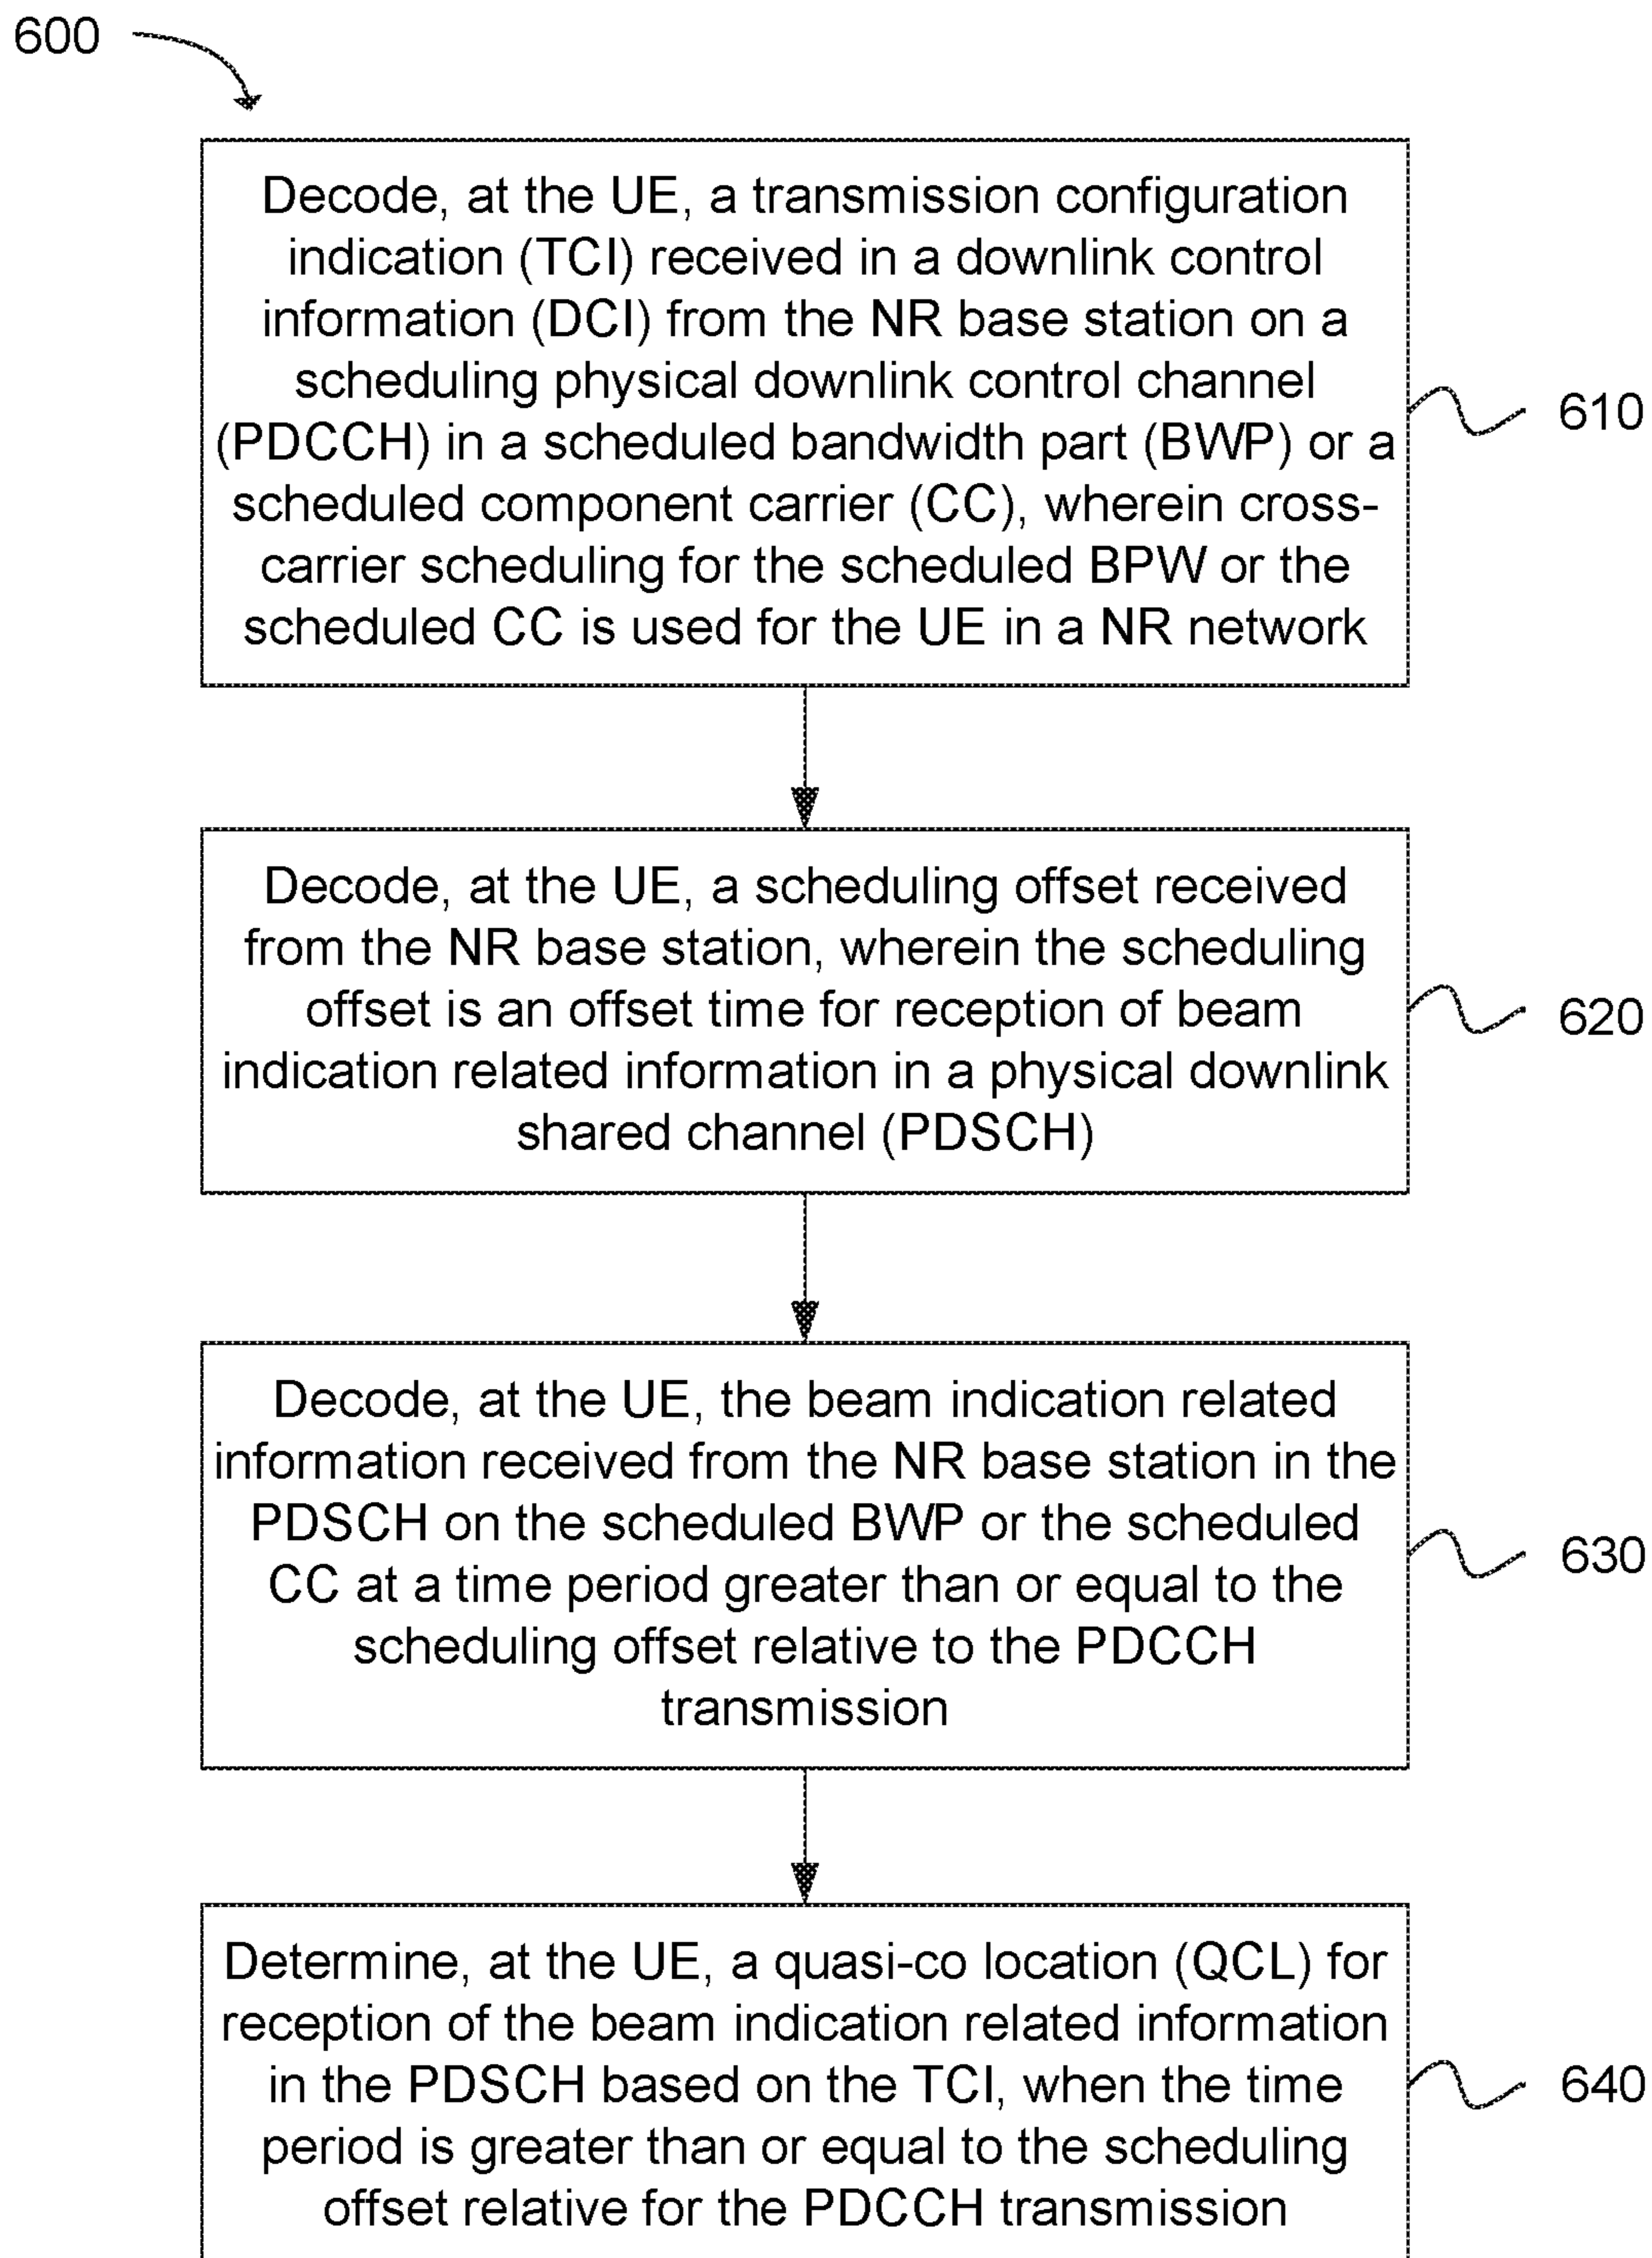 600
Decode, at the UE, a transmission configuration
indication (TCI) received in a downlink control
information (DCI) from the NR base station on a
scheduling physical downlink control channel
(PDCCH) in a scheduled bandwidth part (BWP) or a
scheduled component carrier (CC), wherein cross-
carrier scheduling for the scheduled BPW or the
scheduled CC is used for the UE in a NR network
610
Decode, at the UE, a scheduling offset received
from the NR base station, wherein the scheduling
offset is an offset time for reception of beam
indication related information in a physical downlink
shared channel (PDSCH)
620
Decode, at the UE, the beam indication related
information received from the NR base station in the
PDSCH on the scheduled BWP or the scheduled
CC at a time period greater than or equal to the
scheduling offset relative to the PDCCH
transmission
630
Determine, at the UE, a quasi-co location (QCL) for
reception of the beam indication related information
in the PDSCH based on the TCI, when the time
period is greater than or equal to the scheduling
offset relative for the PDCCH transmission
640